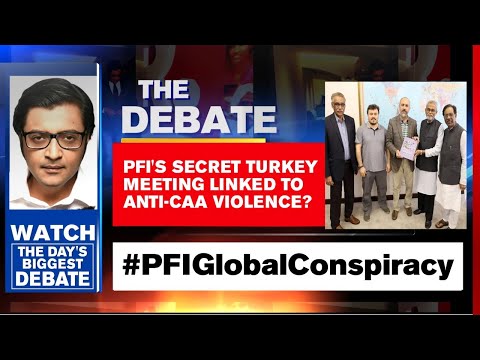 THE
DEBATE
PFI'S SECRET TURKEY
MEETING LINKED TO
ANTI-CAA VIOLENCE?
WATCH
THE DAY'S
BIGGEST
DEBATE
#PFIGlobalConspiracy